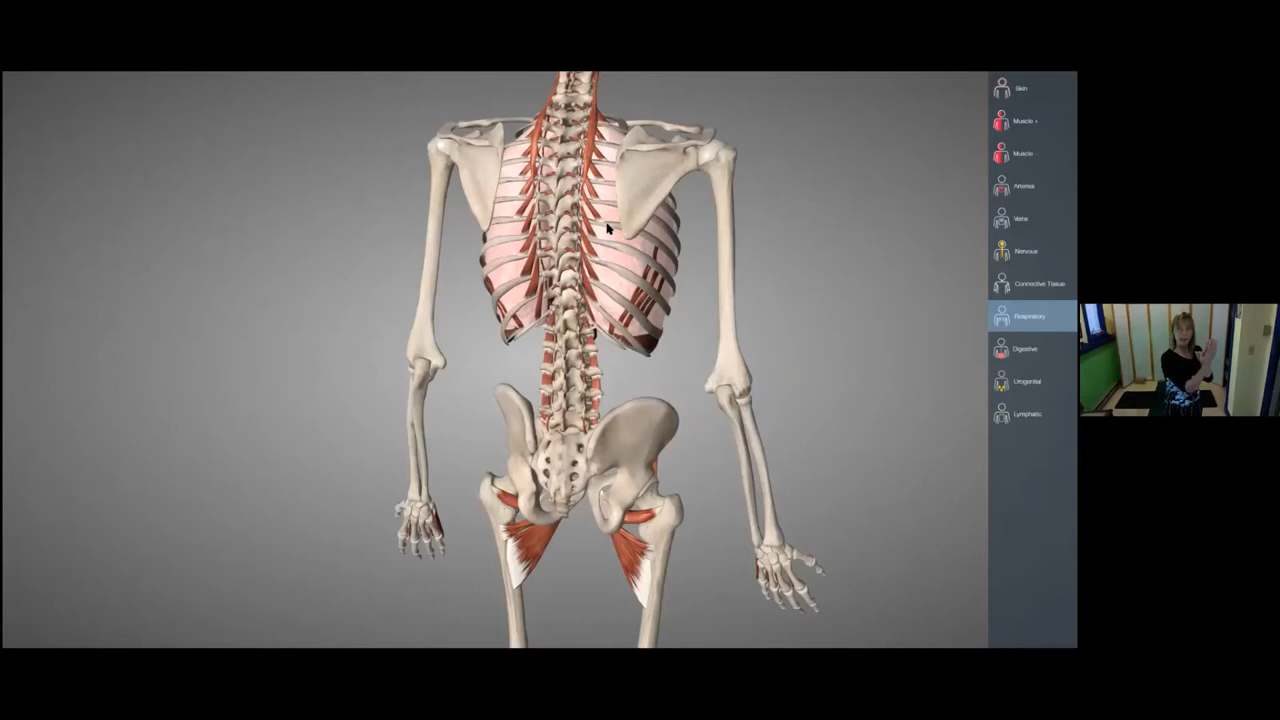 Skin
Muscle +
Muscle -
Arteries
Veins
Nervous
Connective Tissue
Respiratory
Digestive
Urogenital
Lymphatic